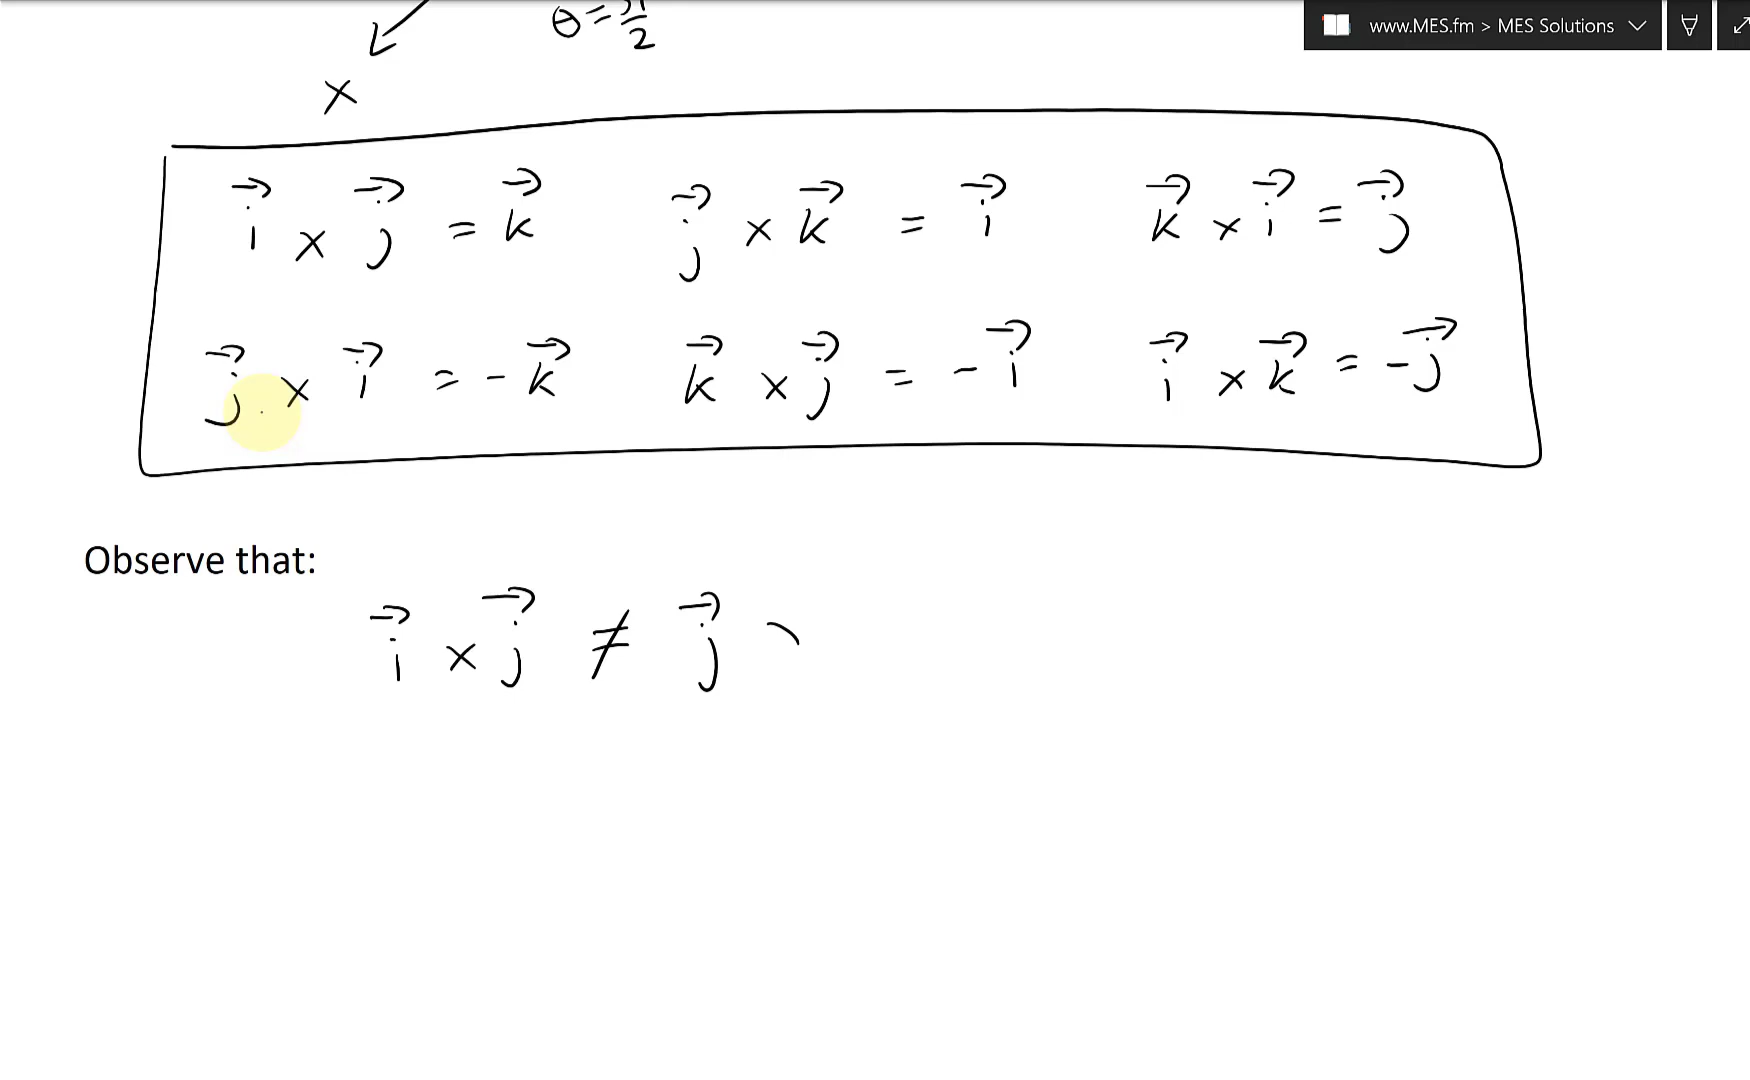 θ = π/2
www.MES.fm > MES Solutions
x
i⃗ × j⃗ = k⃗    j⃗ × k⃗ = i⃗    k⃗ × i⃗ = j⃗
j⃗ × i⃗ = -k⃗    k⃗ × j⃗ = -i⃗    i⃗ × k⃗ = -j⃗
Observe that:
i⃗ × j⃗ ≠ j⃗